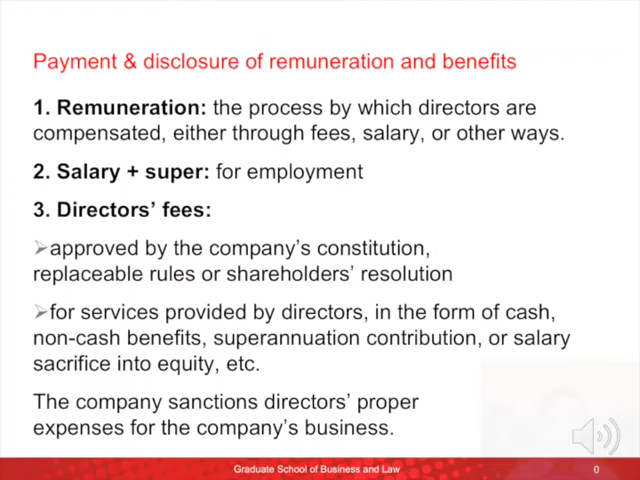 Payment & disclosure of remuneration and benefits
1. Remuneration: the process by which directors are
compensated, either through fees, salary, or other ways.
2. Salary + super: for employment
3. Directors’ fees:
➢approved by the company’s constitution,
replaceable rules or shareholders’ resolution
➢for services provided by directors, in the form of cash,
non-cash benefits, superannuation contribution, or salary
sacrifice into equity, etc.
The company sanctions directors’ proper
expenses for the company’s business.
Graduate School of Business and Law 0